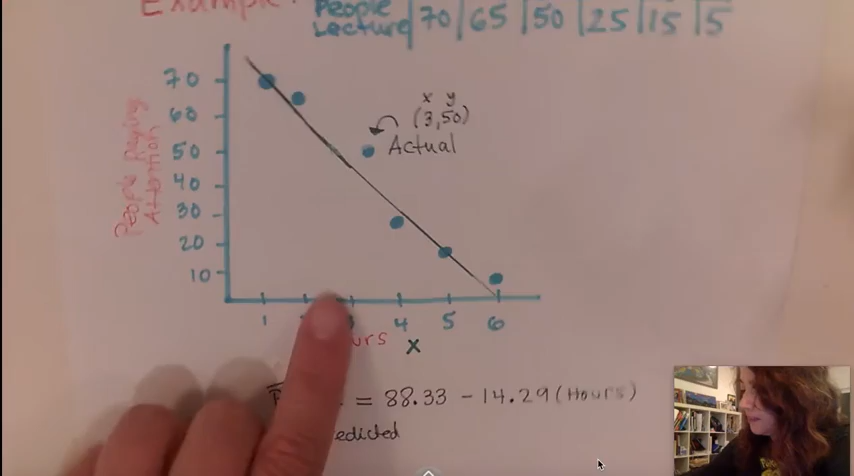 Example:
People 70 65 50 25 15 5
Lecture
70
60
50
40
30
20
10
People Paying
Attention
x y
(3,50)
Actual
1 4 5 6
x
= 88.33 - 14.29 (Hours)